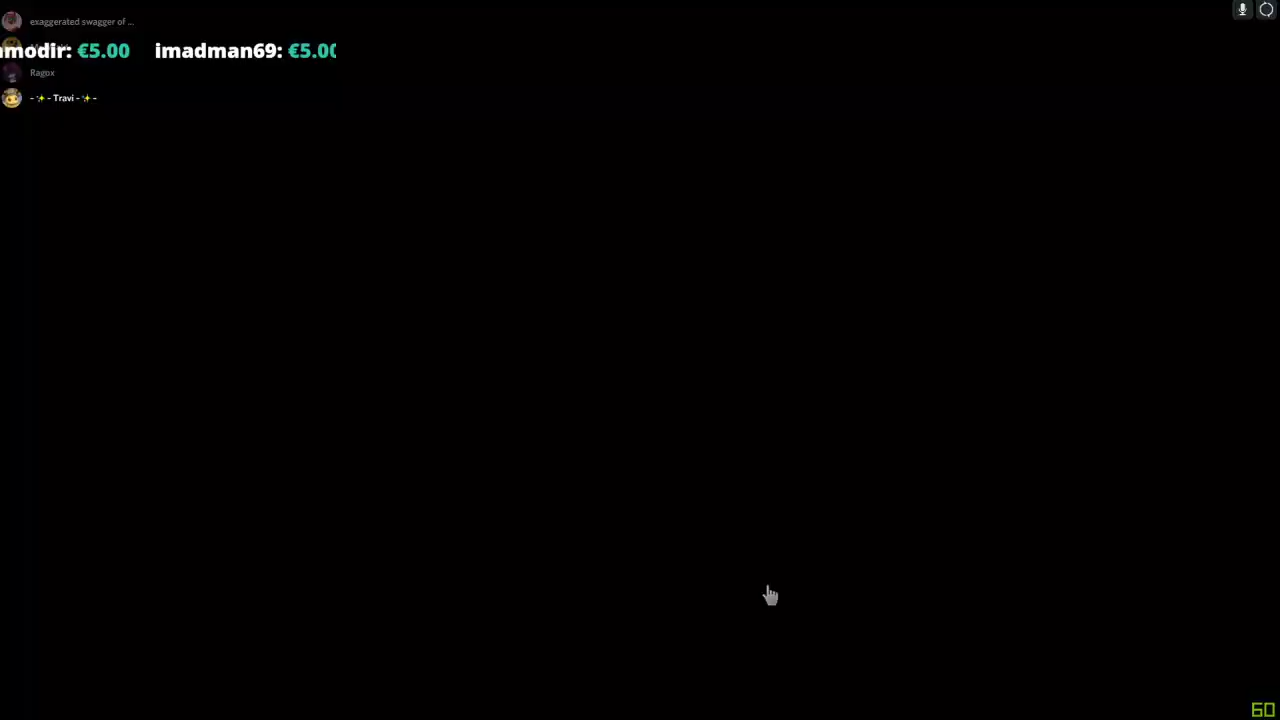 exaggerated swagger of ...
modir: €5.00 imadman69: €5.00
Ragox
- ✨ - Travi - ✨ -
60